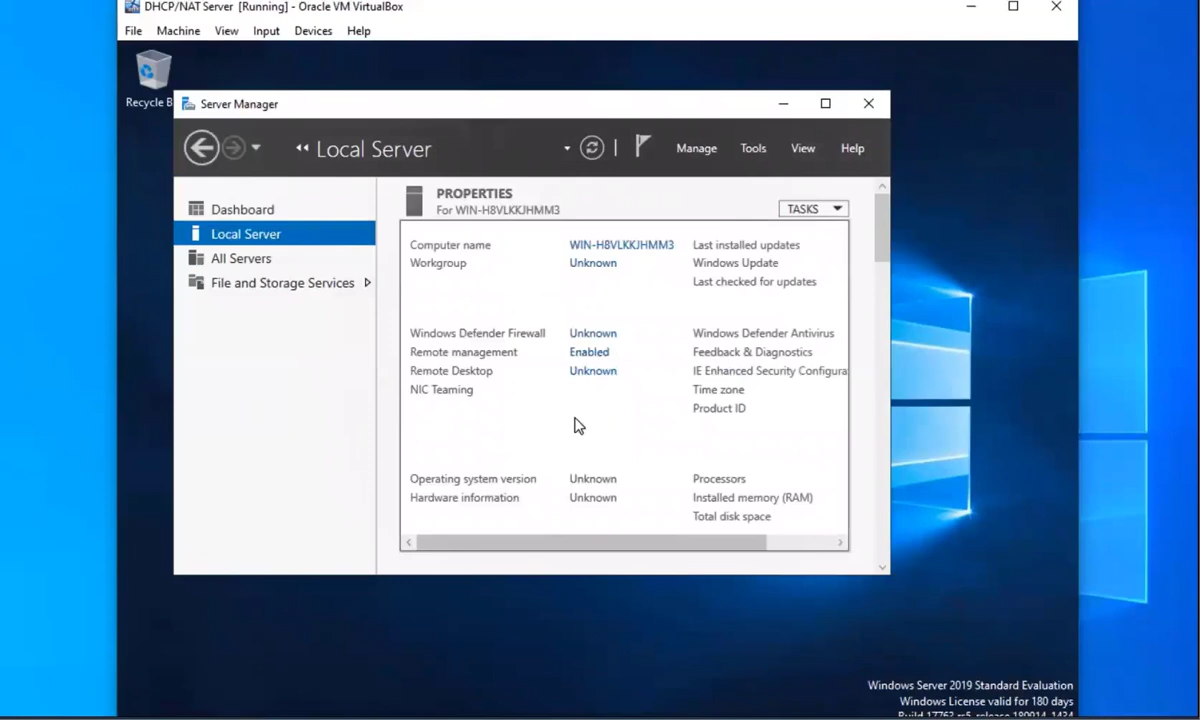 DHCP/NAT Server [Running] - Oracle VM VirtualBox
File Machine View Input Devices Help
Recycle B
Server Manager
Local Server
Manage Tools View Help
Dashboard
Local Server
All Servers
File and Storage Services
PROPERTIES
For WIN-H8VLKKJHMM3
TASKS
Computer name WIN-H8VLKKJHMM3 Last installed updates
Workgroup Unknown Windows Update
Last checked for updates
Windows Defender Firewall Unknown Windows Defender Antivirus
Remote management Enabled Feedback & Diagnostics
Remote Desktop Unknown IE Enhanced Security Configura
NIC Teaming Time zone
Product ID
Operating system version Unknown Processors
Hardware information Unknown Installed memory (RAM)
Total disk space
Windows Server 2019 Standard Evaluation
Windows License valid for 180 days
Build 17763.rs5_release.180914-1434